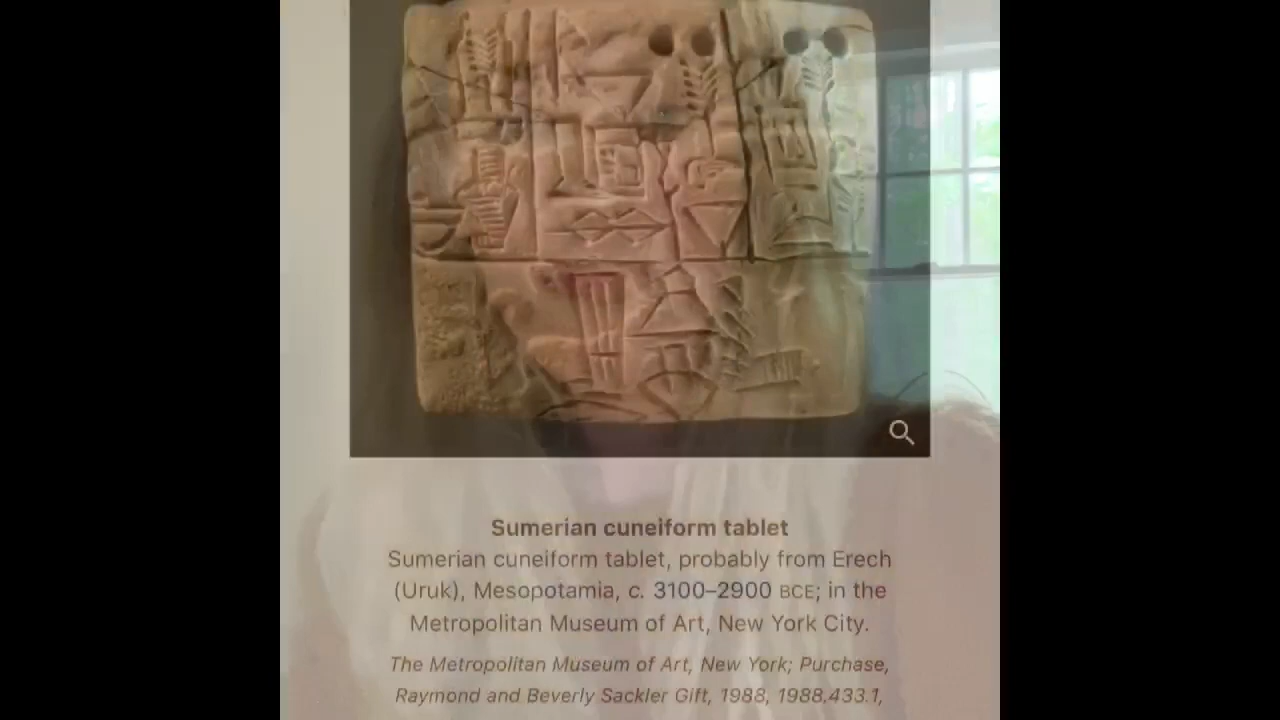 Sumerian cuneiform tablet
Sumerian cuneiform tablet, probably from Erech
(Uruk), Mesopotamia, c. 3100–2900 BCE; in the
Metropolitan Museum of Art, New York City.
The Metropolitan Museum of Art, New York; Purchase,
Raymond and Beverly Sackler Gift, 1988, 1988.433.1,